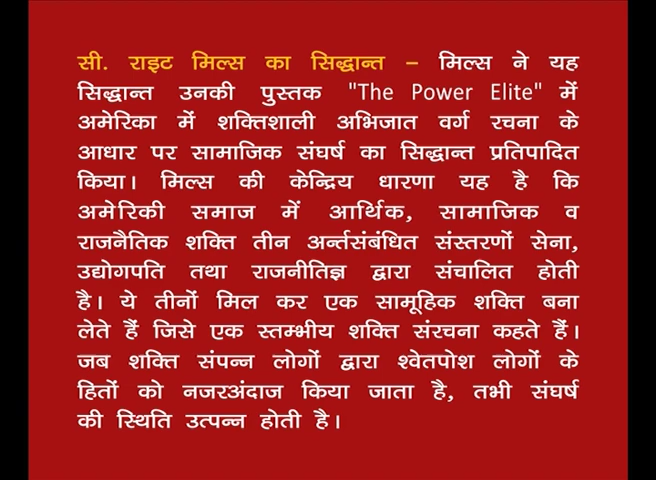 सी. राइट मिल्स का सिद्धान्त – मिल्स ने यह
सिद्धान्त उनकी पुस्तक "The Power Elite" में
अमेरिका में शक्तिशाली अभिजात वर्ग रचना के
आधार पर सामाजिक संघर्ष का सिद्धान्त प्रतिपादित
किया। मिल्स की केन्द्रिय धारणा यह है कि
अमेरिकी समाज में आर्थिक, सामाजिक व
राजनैतिक शक्ति तीन अर्न्तसंबंधित संस्तरणों सेना,
उद्योगपति तथा राजनीतिज्ञ द्वारा संचालित होती
है। ये तीनों मिल कर एक सामूहिक शक्ति बना
लेते हैं जिसे एक स्तम्भीय शक्ति संरचना कहते हैं।
जब शक्ति संपन्न लोगों द्वारा श्वेतपोश लोगों के
हितों को नजरअंदाज किया जाता है, तभी संघर्ष
की स्थिति उत्पन्न होती है।